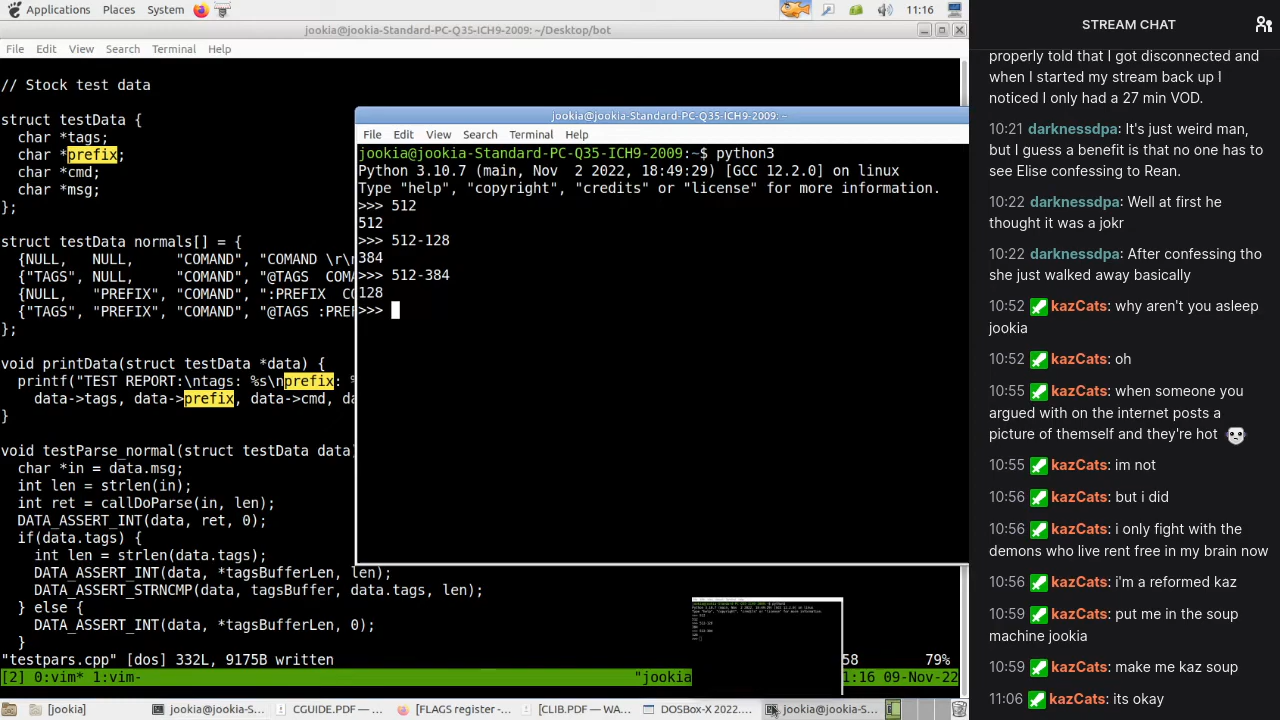 Applications Places System 11:16
jookia@jookia-Standard-PC-Q35-ICH9-2009: ~/Desktop/bot
File Edit View Search Terminal Help
// Stock test data
struct testData {
char *tags;
char *prefix;
char *cmd;
char *msg;
};
struct testData normals[] = {
{NULL, NULL, "COMAND", "COMAND \r\n
{"TAGS", NULL, "COMAND", "@TAGS COMA
{NULL, "PREFIX", "COMAND", ":PREFIX CO
{"TAGS", "PREFIX", "COMAND", "@TAGS :PREF
};
void printData(struct testData *data) {
printf("TEST REPORT:\ntags: %s\nprefix: %
data->tags, data->prefix, data->cmd, da
}
void testParse_normal(struct testData data)
char *in = data.msg;
int len = strlen(in);
int ret = callDoParse(in, len);
DATA_ASSERT_INT(data, ret, 0);
if(data.tags) {
int len = strlen(data.tags);
DATA_ASSERT_INT(data, *tagsBufferLen, len);
DATA_ASSERT_STRNCMP(data, tagsBuffer, data.tags, len);
} else {
DATA_ASSERT_INT(data, *tagsBufferLen, 0);
}
"testpars.cpp" [dos] 332L, 9175B written 58 79%
[2] 0:vim* 1:vim- "jookia 1:16 09-Nov-22
jookia@jookia-Standard-PC-Q35-ICH9-2009: ~
File Edit View Search Terminal Help
jookia@jookia-Standard-PC-Q35-ICH9-2009:~$ python3
Python 3.10.7 (main, Nov  2 2022, 18:49:29) [GCC 12.2.0] on linux
Type "help", "copyright", "credits" or "license" for more information.
>>> 512
512
>>> 512-128
384
>>> 512-384
128
>>>
[jookia] jookia@jookia-S... CGUIDE.PDF — ... [FLAGS register -... [CLIB.PDF — WA... DOSBox-X 2022.... jookia@jookia-S...
STREAM CHAT
properly told that I got disconnected and
when I started my stream back up I
noticed I only had a 27 min VOD.
10:21 darknessdpa: It's just weird man,
but I guess a benefit is that no one has to
see Elise confessing to Rean.
10:22 darknessdpa: Well at first he
thought it was a jokr
10:22 darknessdpa: After confessing tho
she just walked away basically
10:52 kazCats: why aren't you asleep
jookia
10:52 kazCats: oh
10:55 kazCats: when someone you
argued with on the internet posts a
picture of themself and they're hot
10:55 kazCats: im not
10:56 kazCats: but i did
10:56 kazCats: i only fight with the
demons who live rent free in my brain now
10:56 kazCats: i'm a reformed kaz
10:59 kazCats: put me in the soup
machine jookia
10:59 kazCats: make me kaz soup
11:06 kazCats: its okay